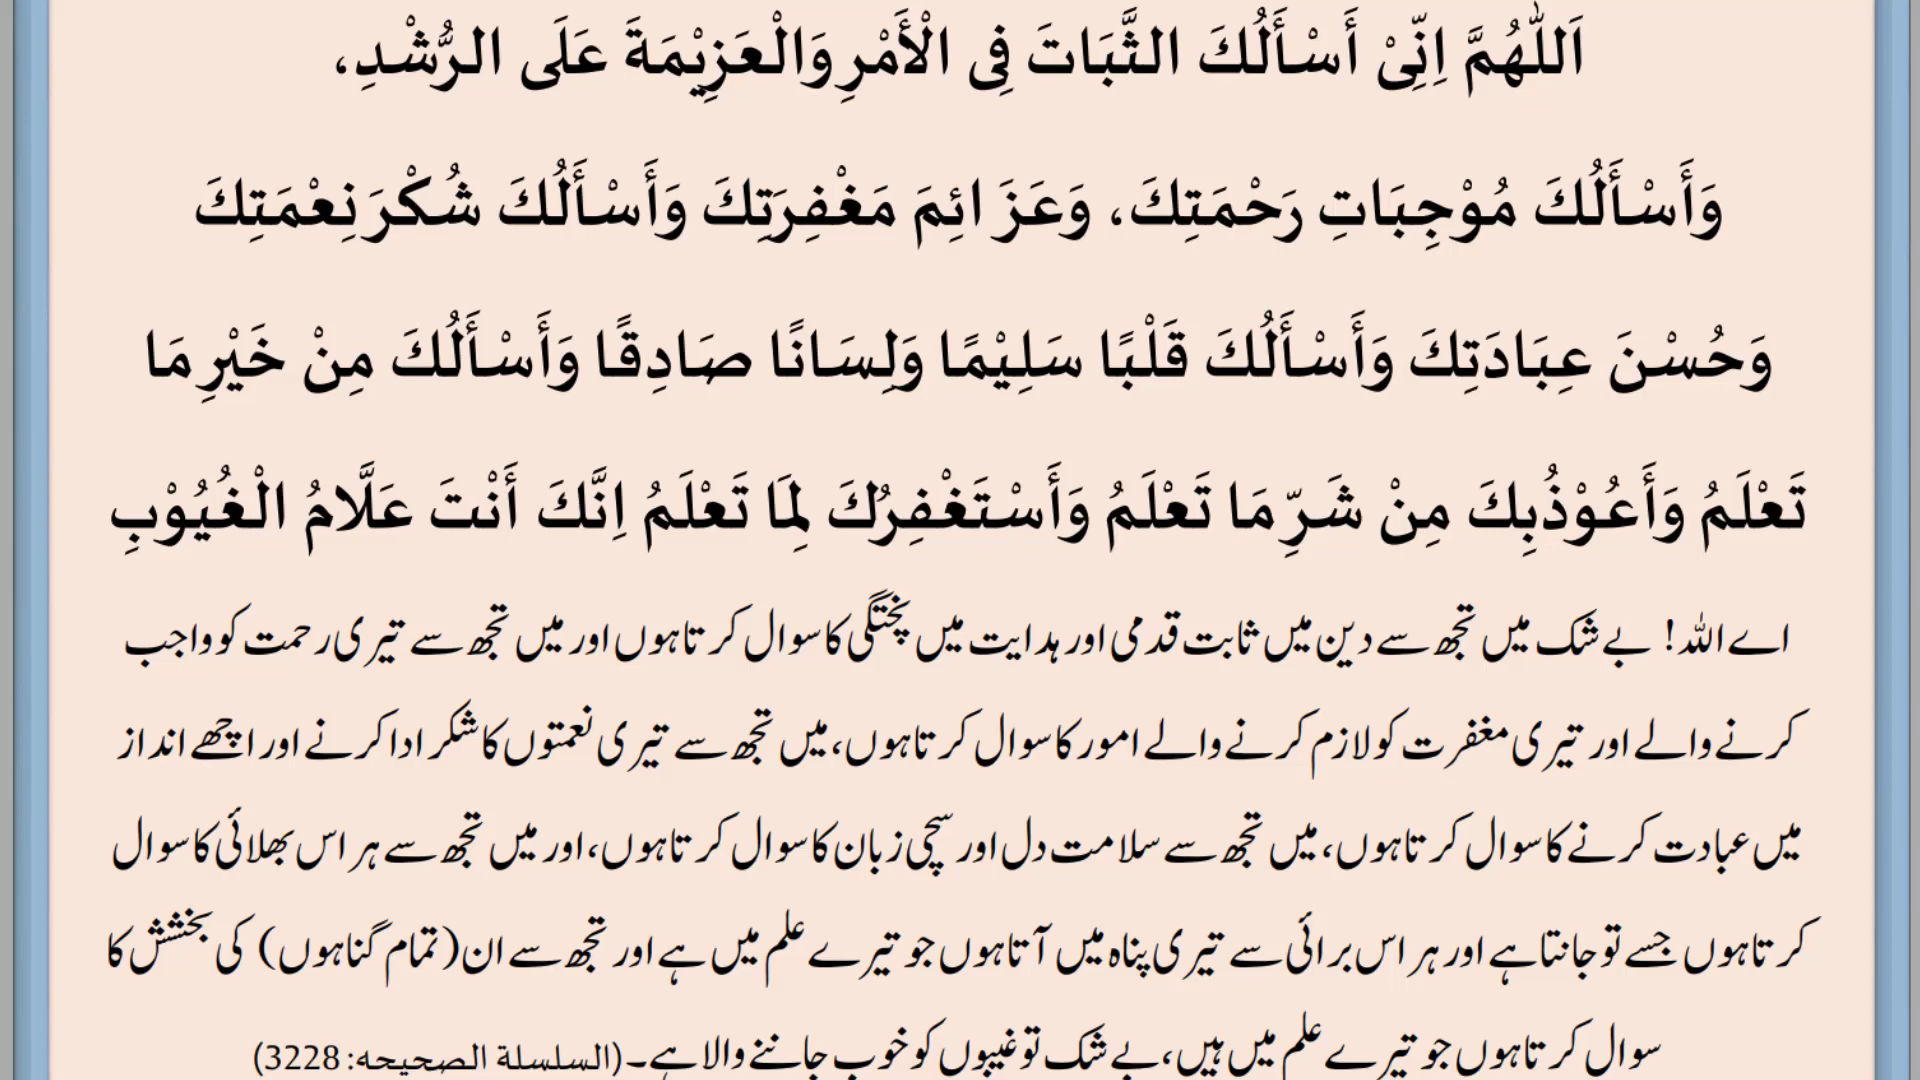 اَللّٰهُمَّ اِنِّىْ أَسْأَلُكَ الثَّبَاتَ فِى الْأَمْرِ وَالْعَزِيْمَةَ عَلَى الرُّشْدِ،
وَأَسْأَلُكَ مُوْجِبَاتِ رَحْمَتِكَ، وَعَزَائِمَ مَغْفِرَتِكَ وَأَسْأَلُكَ شُكْرَ نِعْمَتِكَ
وَحُسْنَ عِبَادَتِكَ وَأَسْأَلُكَ قَلْبًا سَلِيْمًا وَلِسَانًا صَادِقًا وَأَسْأَلُكَ مِنْ خَيْرِ مَا
تَعْلَمُ وَأَعُوْذُبِكَ مِنْ شَرِّ مَا تَعْلَمُ وَأَسْتَغْفِرُكَ لِمَا تَعْلَمُ اِنَّكَ أَنْتَ عَلَّامُ الْغُيُوْبِ
اے اللہ! بے شک میں تجھ سے دین میں ثابت قدمی اور ہدایت میں پختگی کا سوال کرتا ہوں اور میں تجھ سے تیری رحمت کو واجب
کرنے والے اور تیری مغفرت کو لازم کرنے والے امور کا سوال کرتا ہوں، میں تجھ سے تیری نعمتوں کا شکر ادا کرنے اور اچھے انداز
میں عبادت کرنے کا سوال کرتا ہوں، میں تجھ سے سلامت دل اور سچی زبان کا سوال کرتا ہوں، اور میں تجھ سے ہر اس بھلائی کا سوال
کرتا ہوں جسے تو جانتا ہے اور ہر اس برائی سے تیری پناہ میں آتا ہوں جو تیرے علم میں ہے اور تجھ سے ان (تمام گناہوں) کی بخشش کا
سوال کرتا ہوں جو تیرے علم میں ہیں، بے شک تو غیبوں کو خوب جاننے والا ہے۔ (السلسلة الصحيحه: 3228)